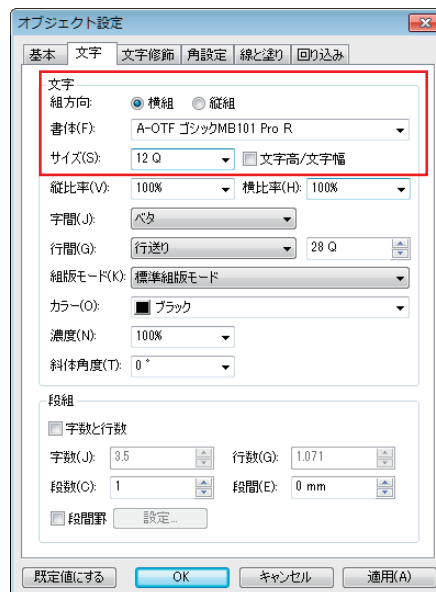 オブジェクト設定
基本 文字 文字修飾 角設定 線と塗り 回り込み
文字
組方向: 横組 縦組
書体(F): A-OTF ゴシックMB101 Pro R
サイズ(S): 12 Q 文字高/文字幅
縦比率(V): 100% 横比率(H): 100%
字間(J): ベタ
行間(G): 行送り 28 Q
組版モード(K): 標準組版モード
カラー(O): ブラック
濃度(N): 100%
斜体角度(T): 0°
段組
字数と行数
字数(J): 3.5 行数(G): 1.071
段数(C): 1 段間(E): 0 mm
段間罫 設定...
既定値にする OK キャンセル 適用(A)